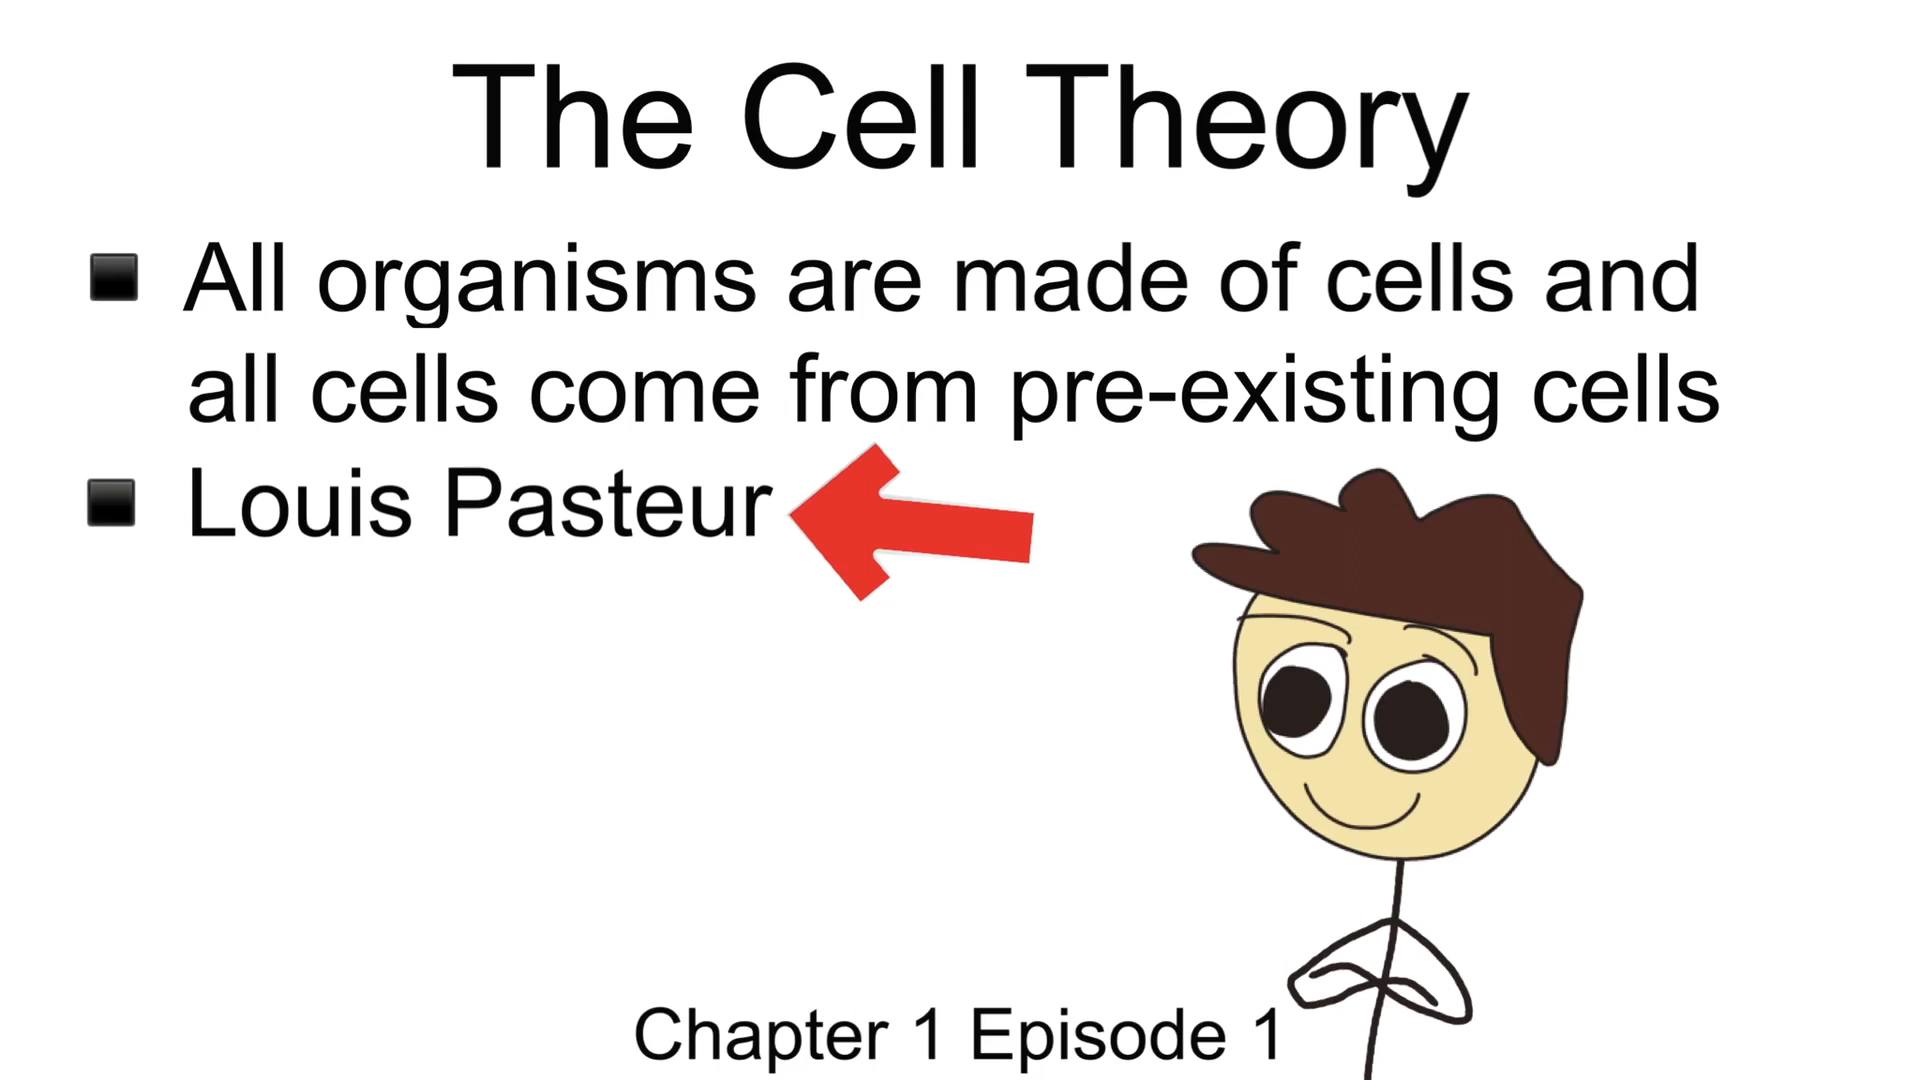 The Cell Theory
All organisms are made of cells and
all cells come from pre-existing cells
Louis Pasteur
Chapter 1 Episode 1